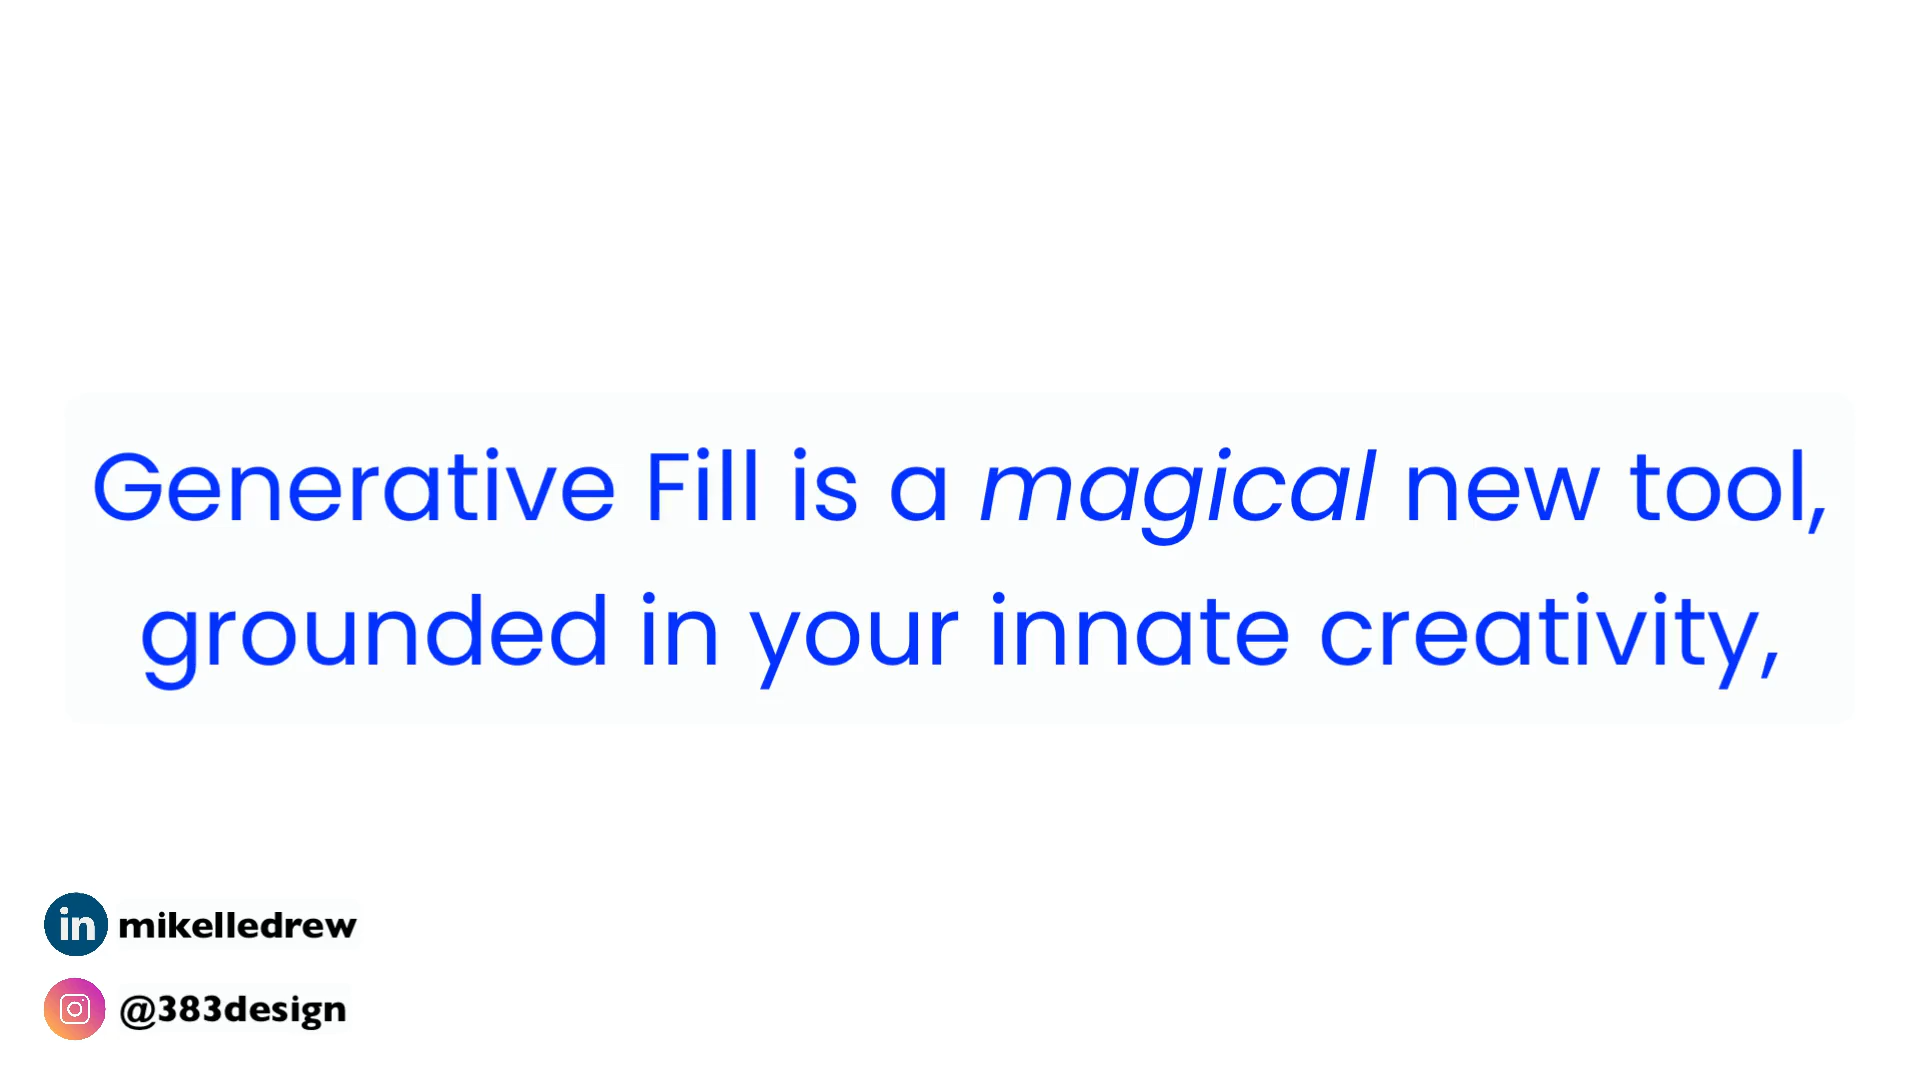 Generative Fill is a magical new tool,
grounded in your innate creativity,
in mikelledrew
@383design